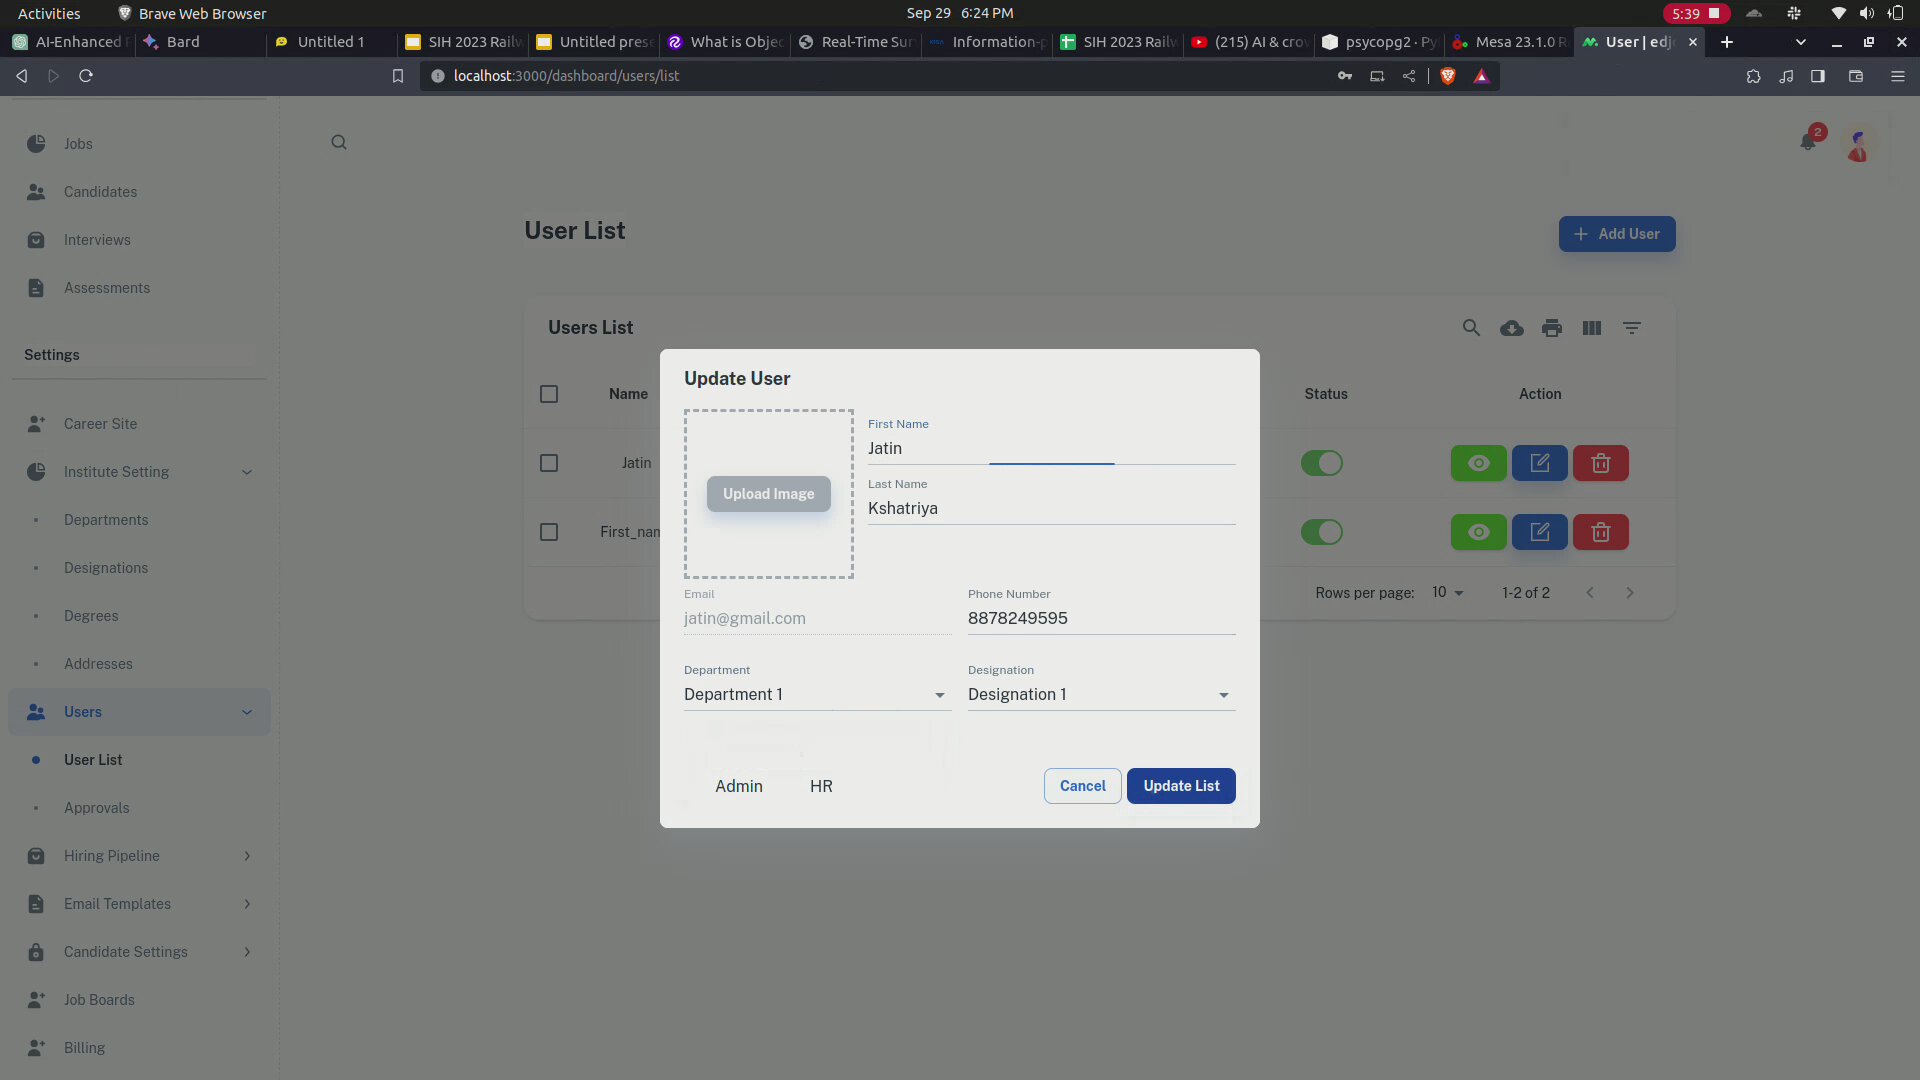 Activities
Brave Web Browser
Sep 29 6:24 PM
5:39
AI-Enhanced
Bard
Untitled 1
SIH 2023 Railw
Untitled prese
What is Objec
Real-Time Sur
Information-p
SIH 2023 Railw
(215) AI & crow
psycopg2 · Py
Mesa 23.1.0 R
User | edjo
localhost:3000/dashboard/users/list
Jobs
Candidates
Interviews
Assessments
Settings
Career Site
Institute Setting
Departments
Designations
Degrees
Addresses
Users
User List
Approvals
Hiring Pipeline
Email Templates
Candidate Settings
Job Boards
Billing
2
User List
Add User
Users List
Name
Status
Action
Jatin
First_nam
Rows per page: 10
1-2 of 2
Update User
Upload Image
First Name
Jatin
Last Name
Kshatriya
Email
jatin@gmail.com
Phone Number
8878249595
Department
Department 1
Designation
Designation 1
Admin
HR
Cancel
Update List